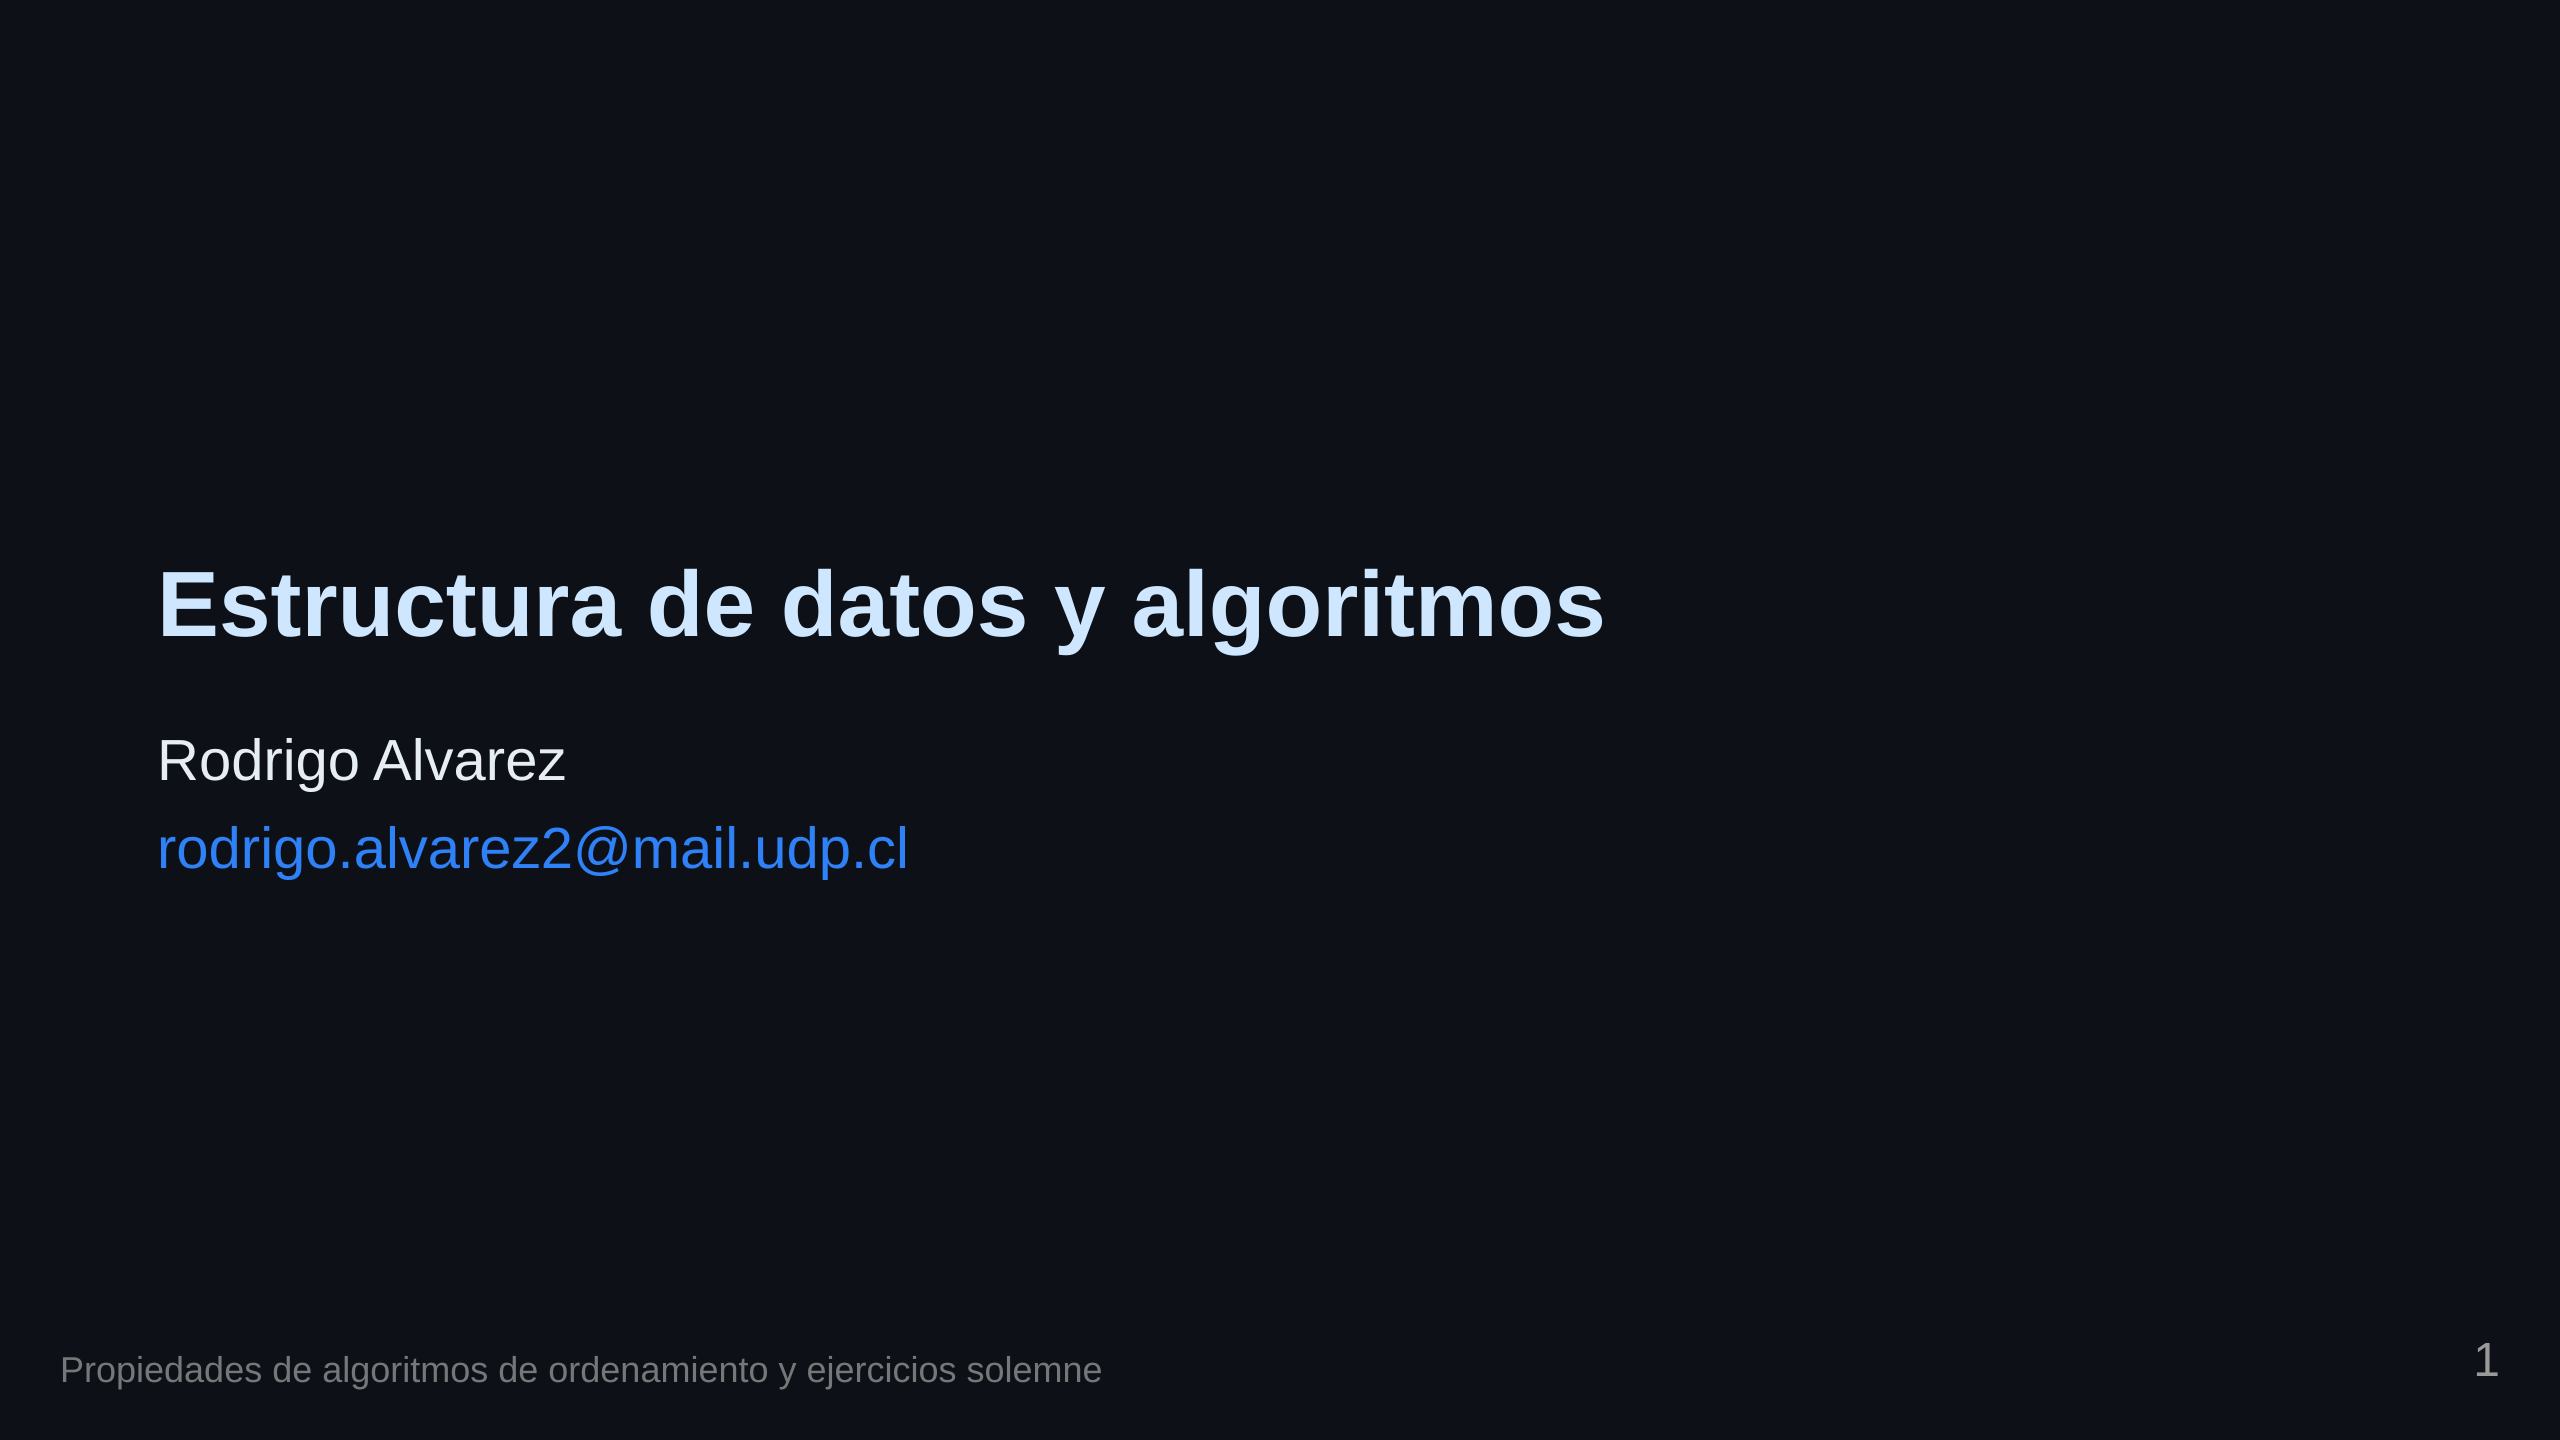 Estructura de datos y algoritmos
Rodrigo Alvarez
rodrigo.alvarez2@mail.udp.cl
Propiedades de algoritmos de ordenamiento y ejercicios solemne
1